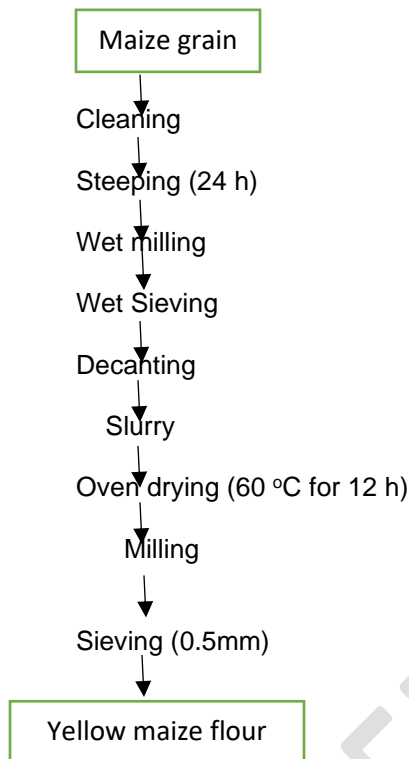 Maize grain
Cleaning
Steeping (24 h)
Wet milling
Wet Sieving
Decanting
Slurry
Oven drying (60 °C for 12 h)
Milling
Sieving (0.5mm)
Yellow maize flour